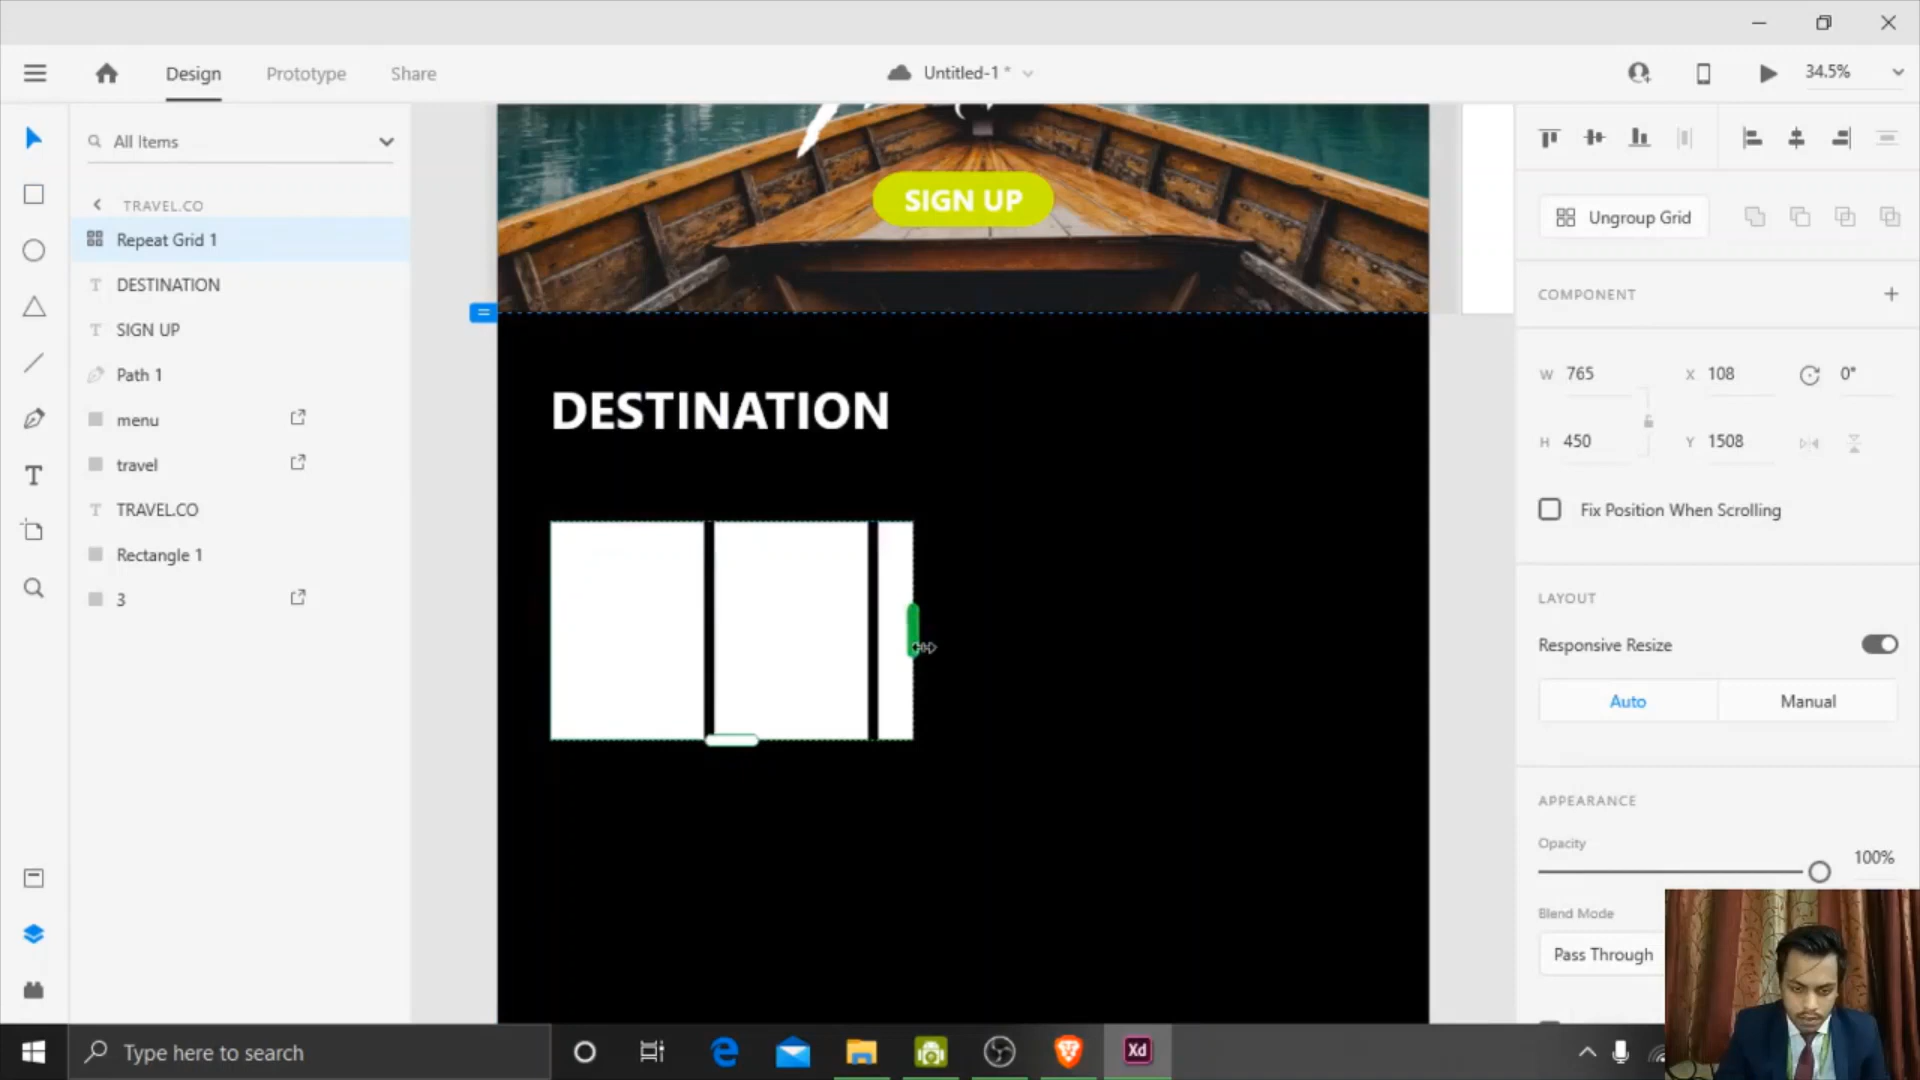 Design
Prototype
Share
Untitled-1 *
34.5%
All Items
TRAVEL.CO
Repeat Grid 1
DESTINATION
SIGN UP
Path 1
menu
travel
TRAVEL.CO
Rectangle 1
3
SIGN UP
DESTINATION
Ungroup Grid
COMPONENT
W 765 X 108 0°
H 450 Y 1508
Fix Position When Scrolling
LAYOUT
Responsive Resize
Auto Manual
APPEARANCE
Opacity
100%
Blend Mode
Pass Through
Type here to search
Xd